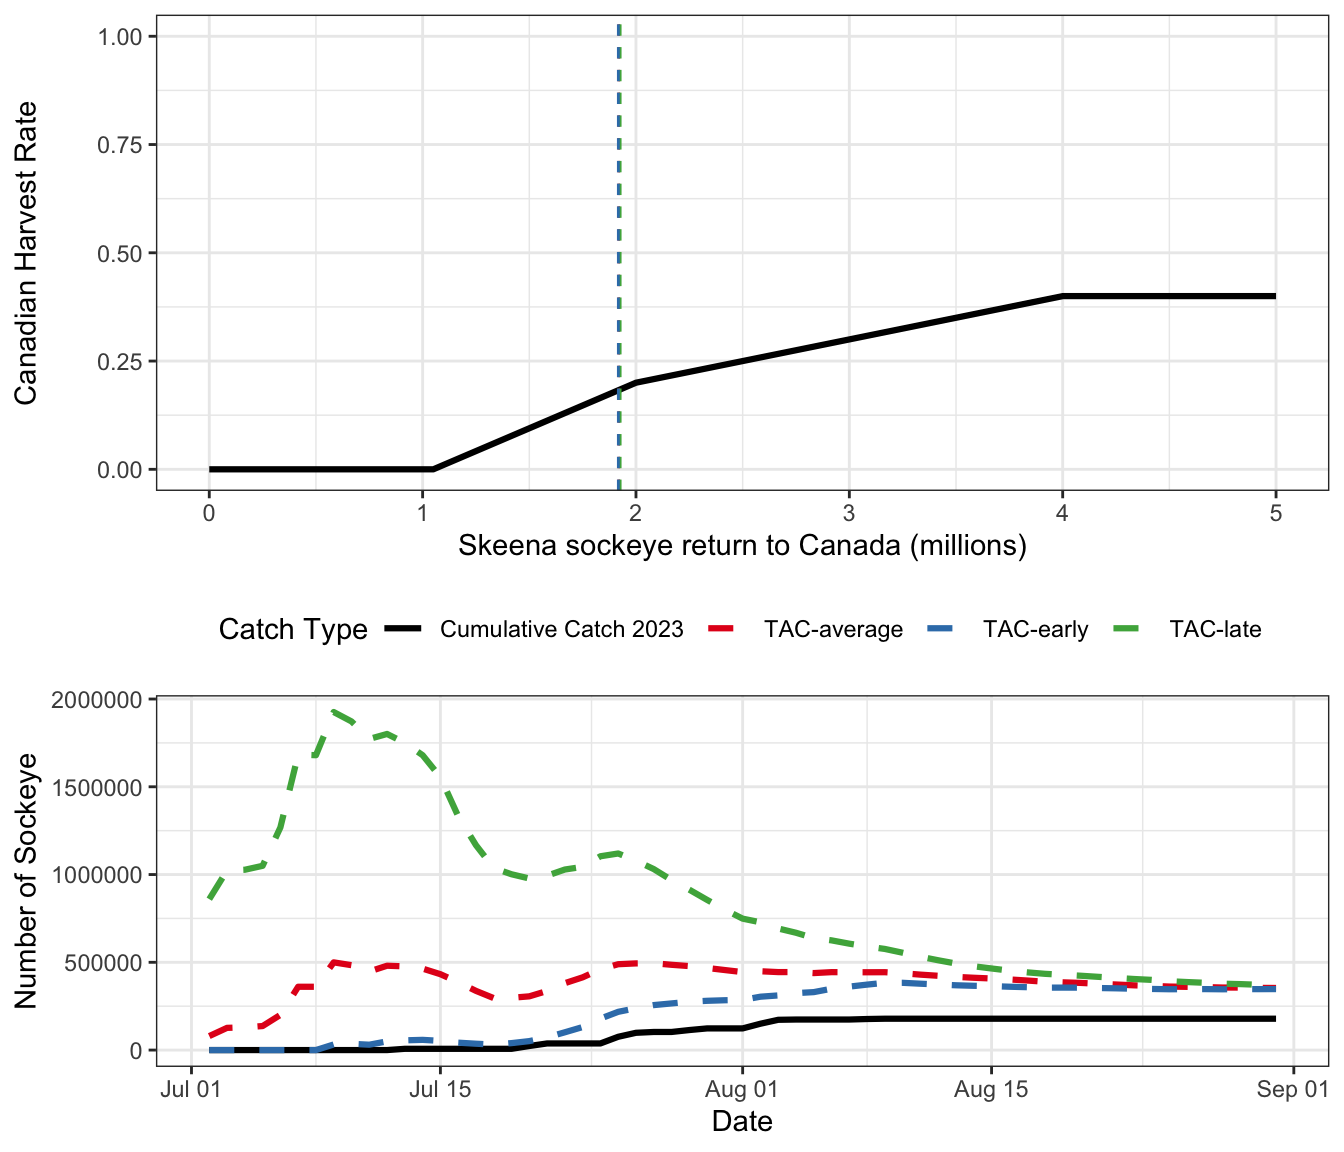 1.00
0.75
0.50
0.25
0.00
Canadian Harvest Rate
0 1 2 3 4 5
Skeena sockeye return to Canada (millions)
Catch Type Cumulative Catch 2023 TAC-average TAC-early TAC-late
2000000
1500000
1000000
500000
0
Number of Sockeye
Jul 01 Jul 15 Aug 01 Aug 15 Sep 01
Date